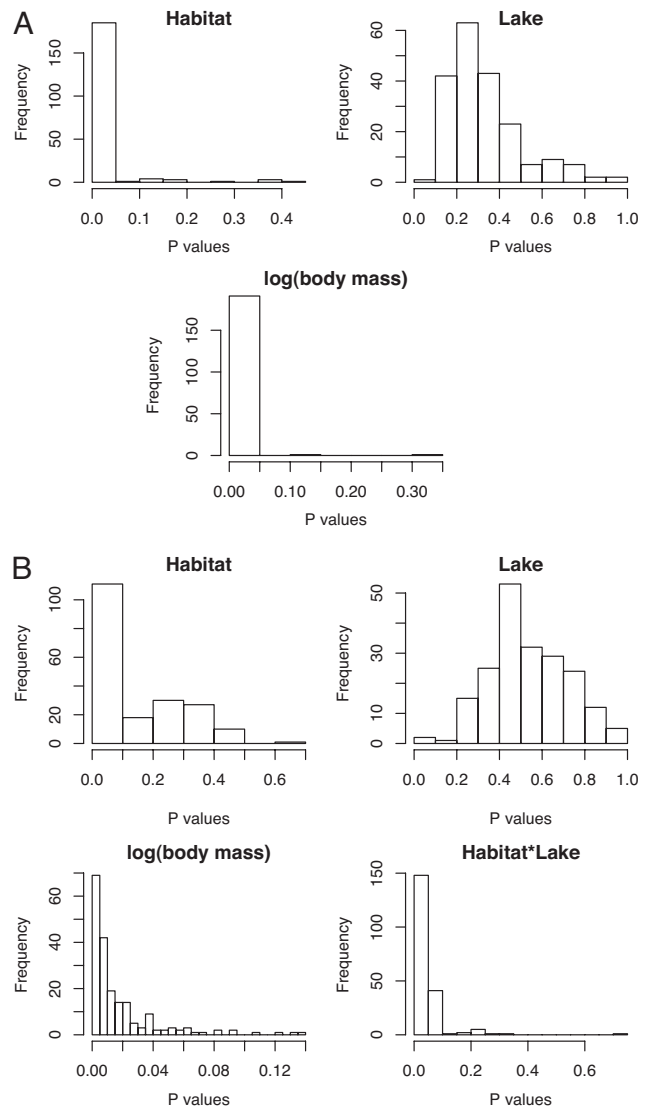 A
Habitat
Frequency
0 50 100 150
0.0 0.1 0.2 0.3 0.4
P values
Lake
Frequency
0 20 40 60
0.0 0.2 0.4 0.6 0.8 1.0
P values
log(body mass)
Frequency
0 50 100 150
0.00 0.10 0.20 0.30
P values
B
Habitat
Frequency
0 20 60 100
0.0 0.2 0.4 0.6
P values
Lake
Frequency
0 10 30 50
0.0 0.2 0.4 0.6 0.8 1.0
P values
log(body mass)
Frequency
0 20 40 60
0.00 0.04 0.08 0.12
P values
Habitat*Lake
Frequency
0 50 100 150
0.0 0.2 0.4 0.6
P values